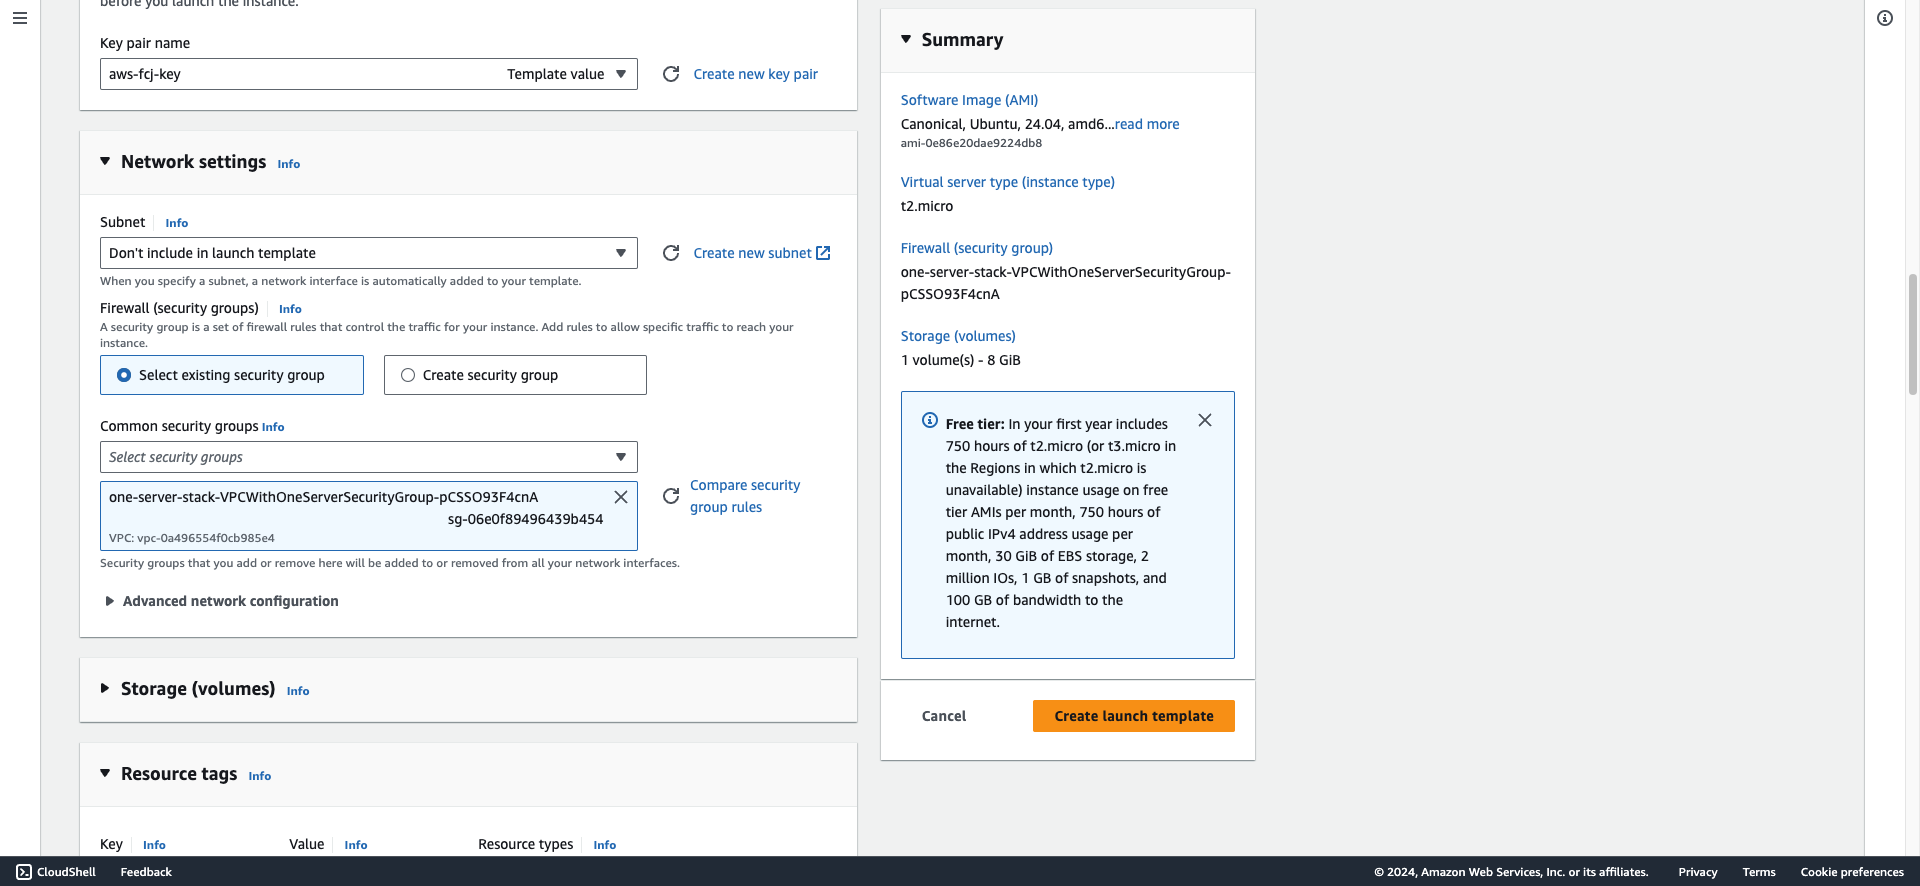 before you launch the instance.
Key pair name
aws-fcj-key Template value
Create new key pair
Network settings Info
Subnet Info
Don't include in launch template
Create new subnet
When you specify a subnet, a network interface is automatically added to your template.
Firewall (security groups) Info
A security group is a set of firewall rules that control the traffic for your instance. Add rules to allow specific traffic to reach your
instance.
Select existing security group
Create security group
Common security groups Info
Select security groups
one-server-stack-VPCWithOneServerSecurityGroup-pCSSO93F4cnA
sg-06e0f89496439b454
VPC: vpc-0a496554f0cb985e4
Compare security
group rules
Security groups that you add or remove here will be added to or removed from all your network interfaces.
Advanced network configuration
Storage (volumes) Info
Resource tags Info
Key Info
Value Info
Resource types Info
Summary
Software Image (AMI)
Canonical, Ubuntu, 24.04, amd6...read more
ami-0e86e20dae9224db8
Virtual server type (instance type)
t2.micro
Firewall (security group)
one-server-stack-VPCWithOneServerSecurityGroup-
pCSSO93F4cnA
Storage (volumes)
1 volume(s) - 8 GiB
Free tier: In your first year includes
750 hours of t2.micro (or t3.micro in
the Regions in which t2.micro is
unavailable) instance usage on free
tier AMIs per month, 750 hours of
public IPv4 address usage per
month, 30 GiB of EBS storage, 2
million IOs, 1 GB of snapshots, and
100 GB of bandwidth to the
internet.
Cancel
Create launch template
CloudShell
Feedback
© 2024, Amazon Web Services, Inc. or its affiliates.
Privacy
Terms
Cookie preferences